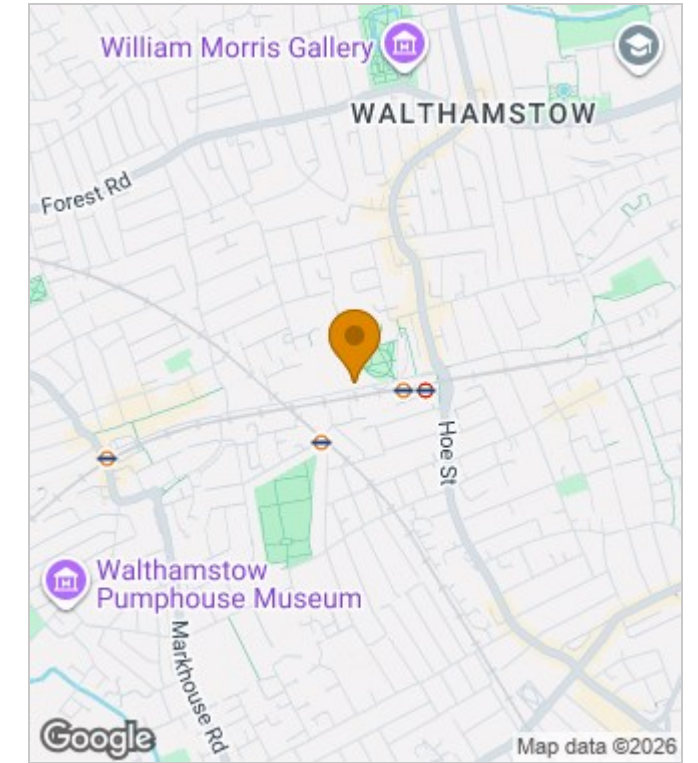 William Morris Gallery
WALTHAMSTOW
Forest Rd
Hoe St
Walthamstow
Pumphouse Museum
Markhouse Rd
Google
Map data ©2026